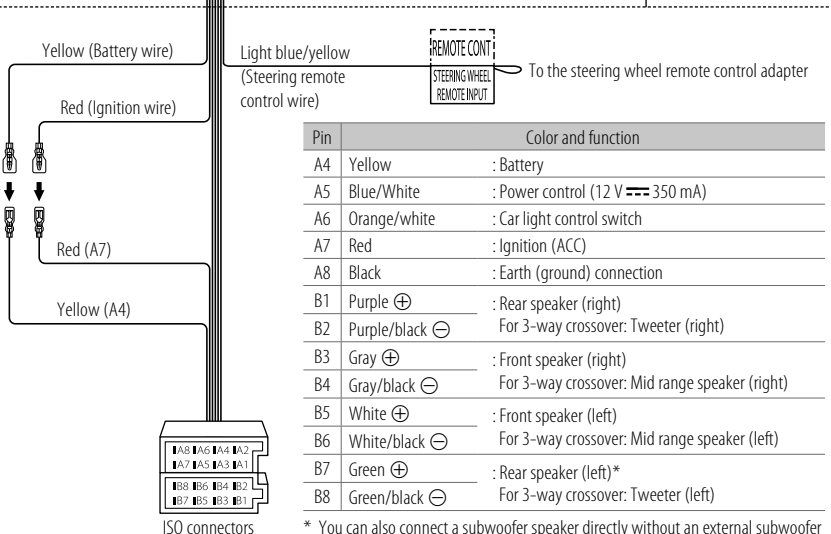 Yellow (Battery wire)
Light blue/yellow
(Steering remote
control wire)
REMOTE CONT
STEERING WHEEL
REMOTE INPUT
To the steering wheel remote control adapter
Red (Ignition wire)
Red (A7)
Yellow (A4)
Pin Color and function
A4 Yellow : Battery
A5 Blue/White : Power control (12 V ⎓ 350 mA)
A6 Orange/white : Car light control switch
A7 Red : Ignition (ACC)
A8 Black : Earth (ground) connection
B1 Purple ⊕ : Rear speaker (right)
B2 Purple/black ⊖ For 3-way crossover: Tweeter (right)
B3 Gray ⊕ : Front speaker (right)
B4 Gray/black ⊖ For 3-way crossover: Mid range speaker (right)
B5 White ⊕ : Front speaker (left)
B6 White/black ⊖ For 3-way crossover: Mid range speaker (left)
B7 Green ⊕ : Rear speaker (left)*
B8 Green/black ⊖ For 3-way crossover: Tweeter (left)
A8 A6 A4 A2
A7 A5 A3 A1
B8 B6 B4 B2
B7 B5 B3 B1
ISO connectors
* You can also connect a subwoofer speaker directly without an external subwoofer